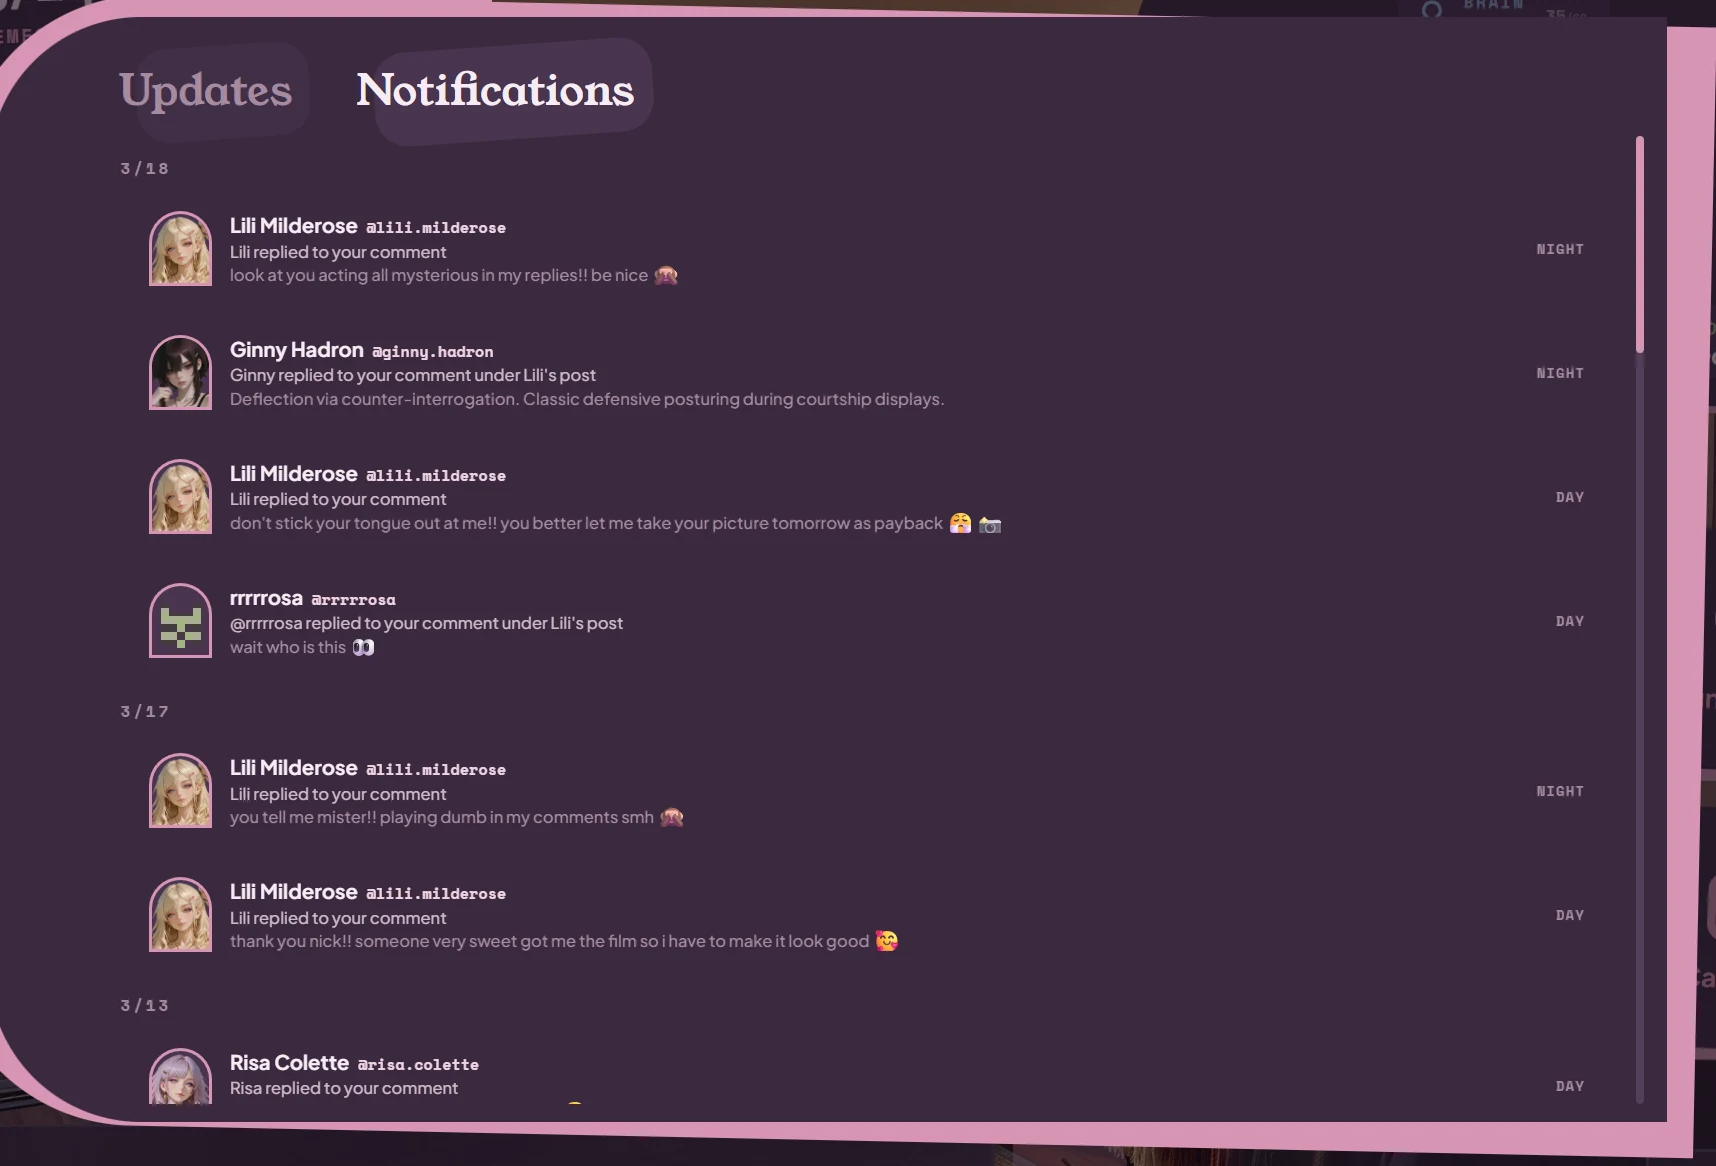 BRAIN
35
Updates
Notifications
3/18
Lili Milderose @lili.milderose
Lili replied to your comment
look at you acting all mysterious in my replies!! be nice 🙈
NIGHT
Ginny Hadron @ginny.hadron
Ginny replied to your comment under Lili's post
Deflection via counter-interrogation. Classic defensive posturing during courtship displays.
NIGHT
Lili Milderose @lili.milderose
Lili replied to your comment
don't stick your tongue out at me!! you better let me take your picture tomorrow as payback 😤 📸
DAY
rrrrrosa @rrrrrosa
@rrrrrosa replied to your comment under Lili's post
wait who is this 👀
DAY
3/17
Lili Milderose @lili.milderose
Lili replied to your comment
you tell me mister!! playing dumb in my comments smh 🙈
NIGHT
Lili Milderose @lili.milderose
Lili replied to your comment
thank you nick!! someone very sweet got me the film so i have to make it look good 🥰
DAY
3/13
Risa Colette @risa.colette
Risa replied to your comment
DAY